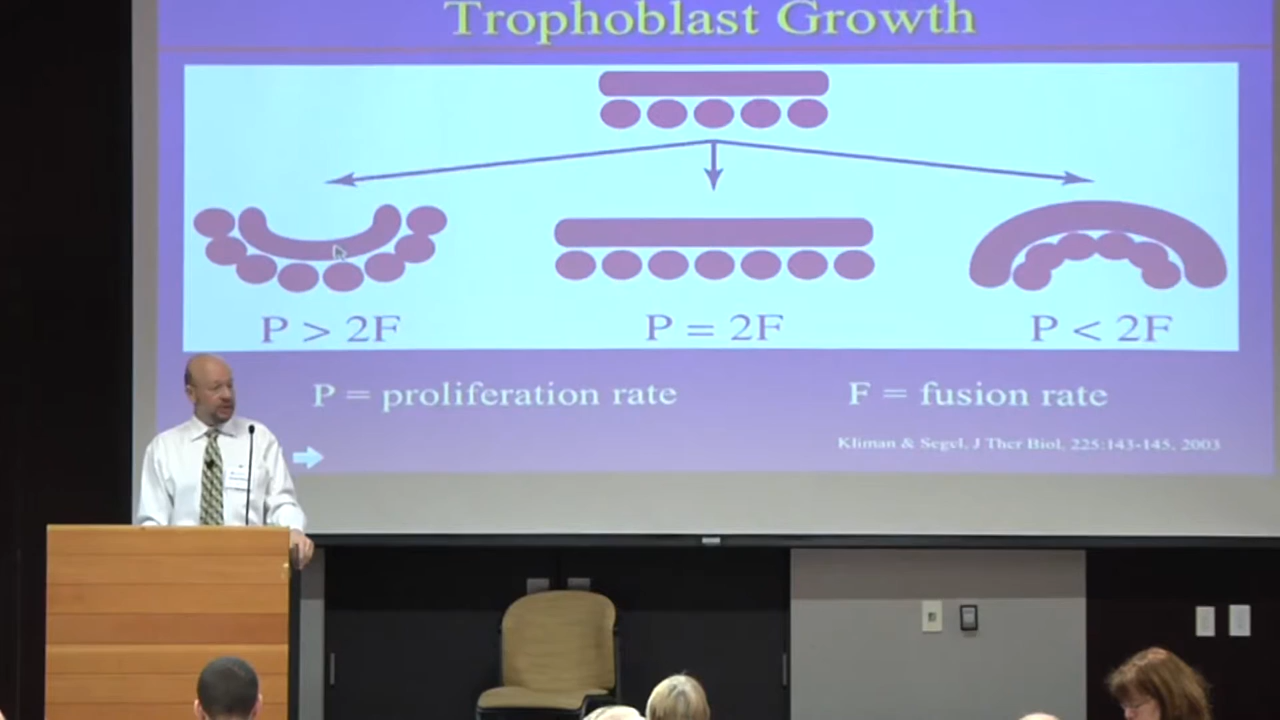 Trophoblast Growth
P > 2F
P = 2F
P < 2F
P = proliferation rate
F = fusion rate
Kliman & Segel, J Ther Biol, 225:143-145, 2003